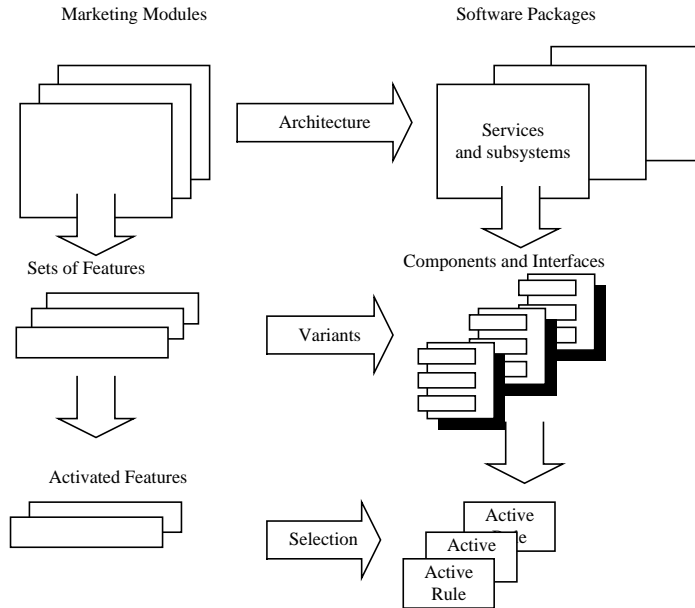 Marketing Modules
Software Packages
Architecture
Services
and subsystems
Sets of Features
Components and Interfaces
Variants
Activated Features
Selection
Active
Active
Active
Rule